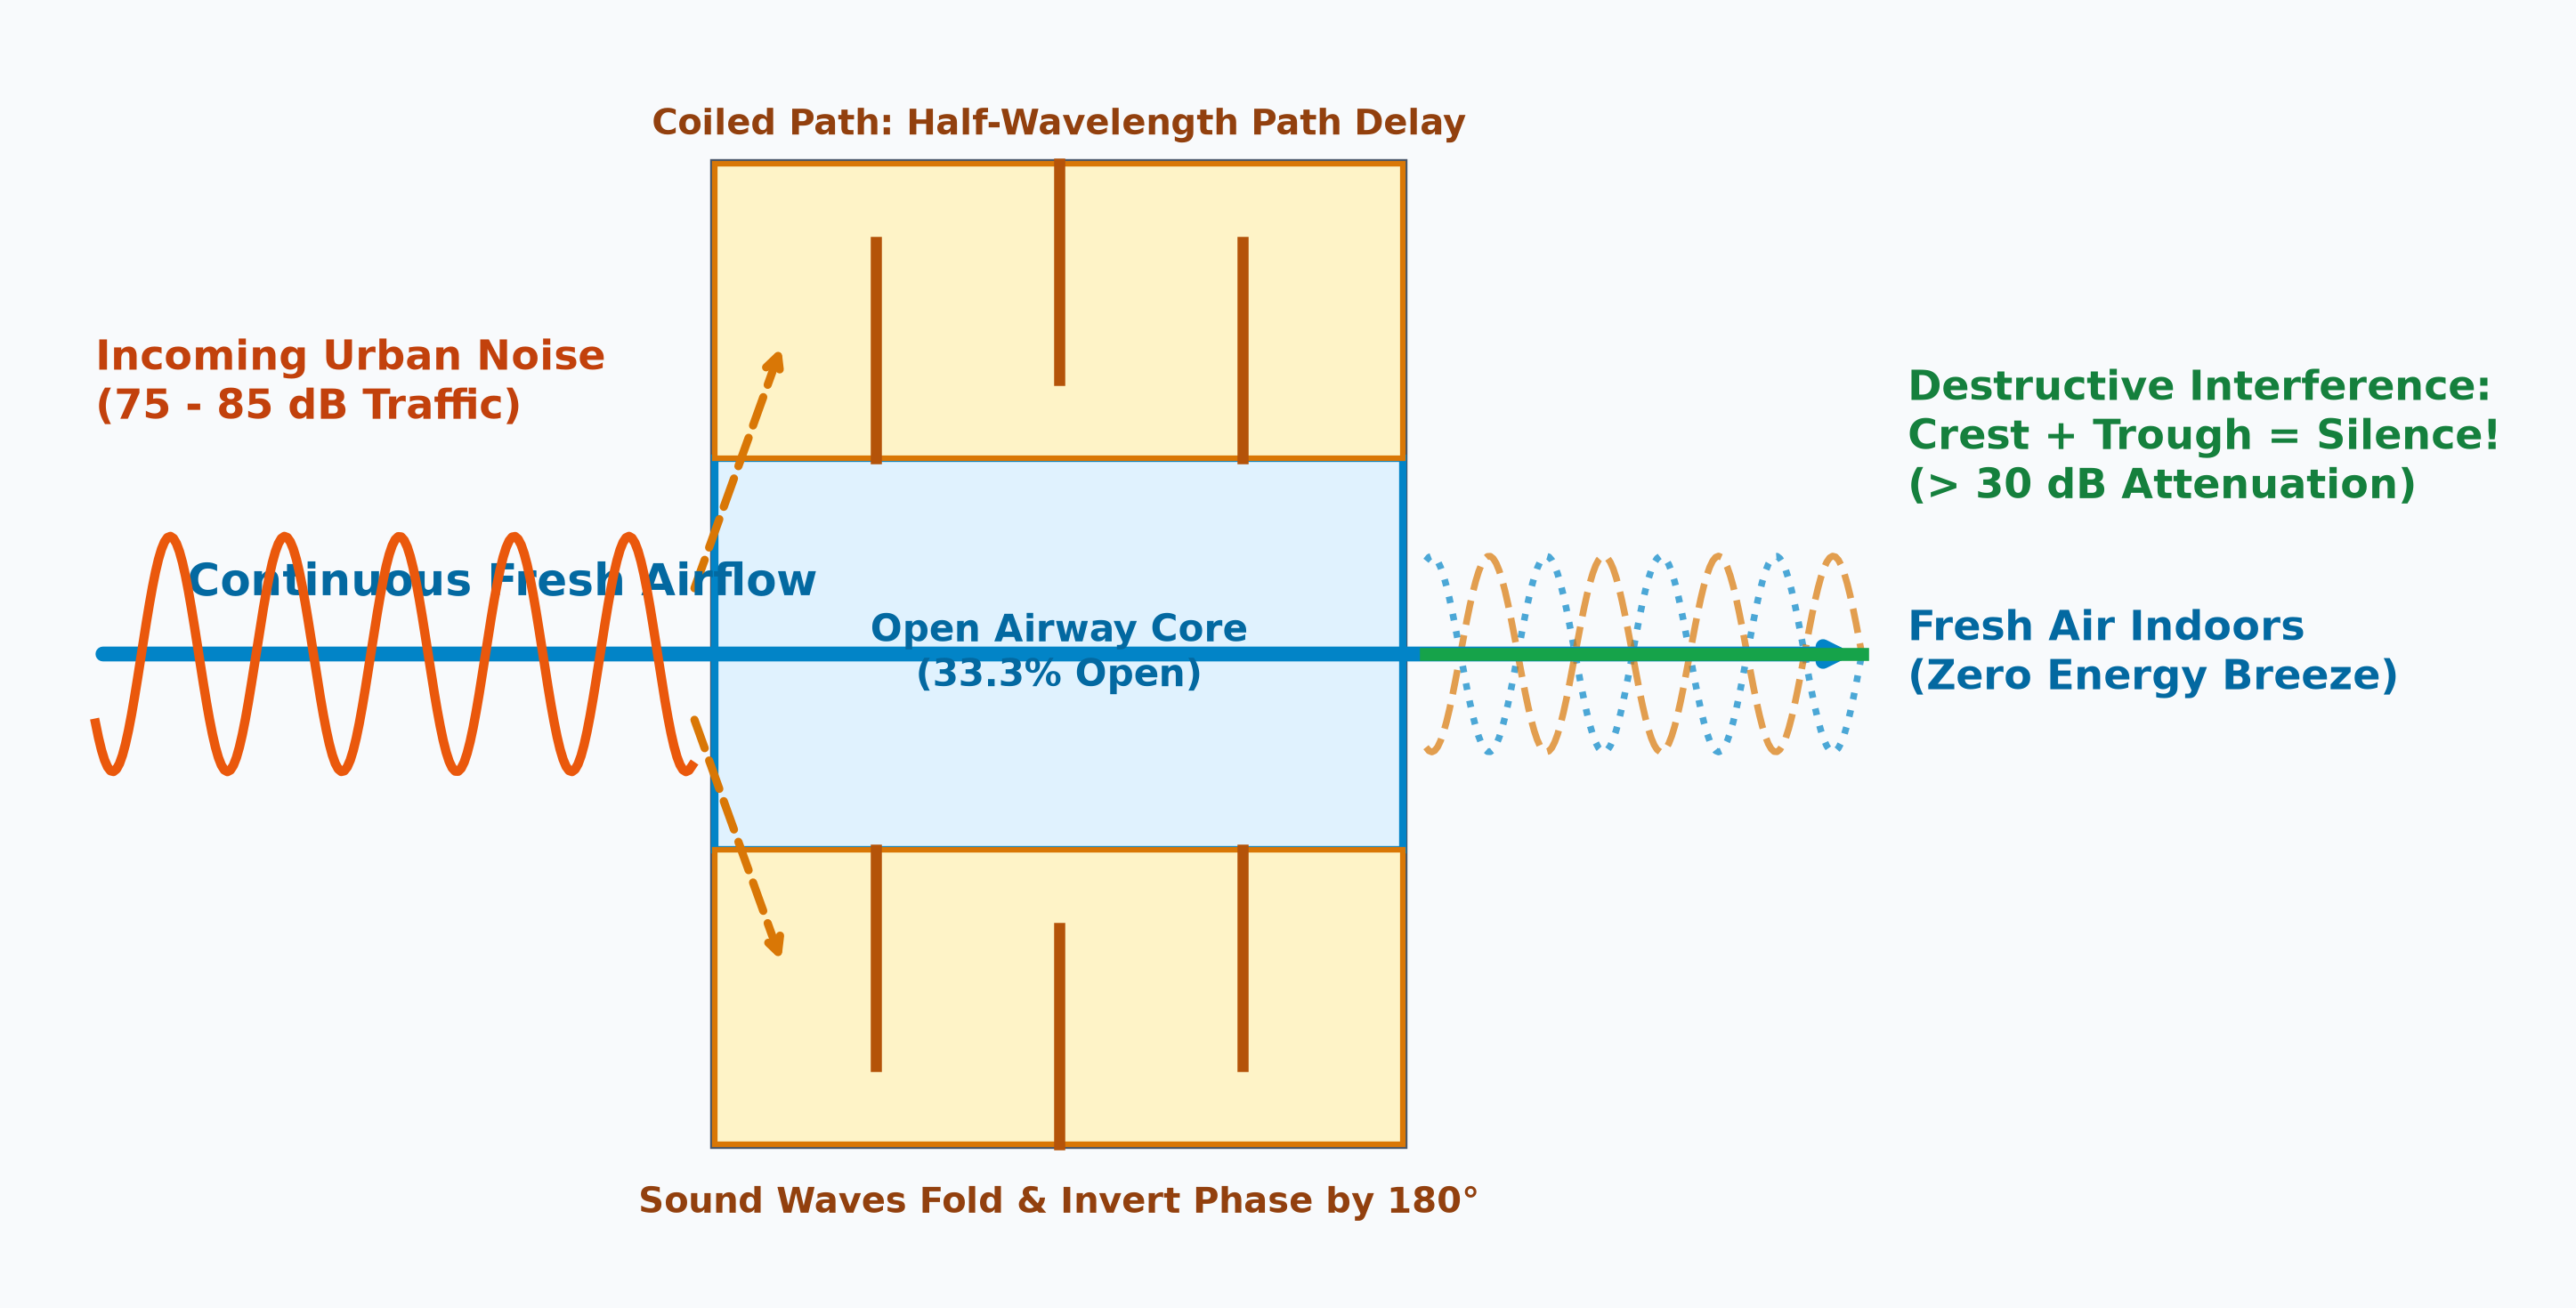 Coiled Path: Half-Wavelength Path Delay
Incoming Urban Noise
(75 - 85 dB Traffic)
Continuous Fresh Airflow
Open Airway Core
(33.3% Open)
Destructive Interference:
Crest + Trough = Silence!
(> 30 dB Attenuation)
Fresh Air Indoors
(Zero Energy Breeze)
Sound Waves Fold & Invert Phase by 180°